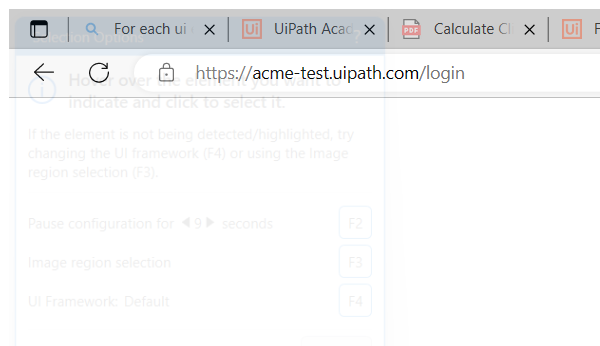 For each ui
UiPath Acad
PDF
Calculate Cl
Ui
F
Selection Options
?
https://acme-test.uipath.com/login
Hover over the element you want to
indicate and click to select it.
If the element is not being detected/highlighted, try
changing the UI framework (F4) or using the Image
region selection (F3).
Pause configuration for ◀ 9 ▶ seconds
F2
Image region selection
F3
UI Framework: Default
F4